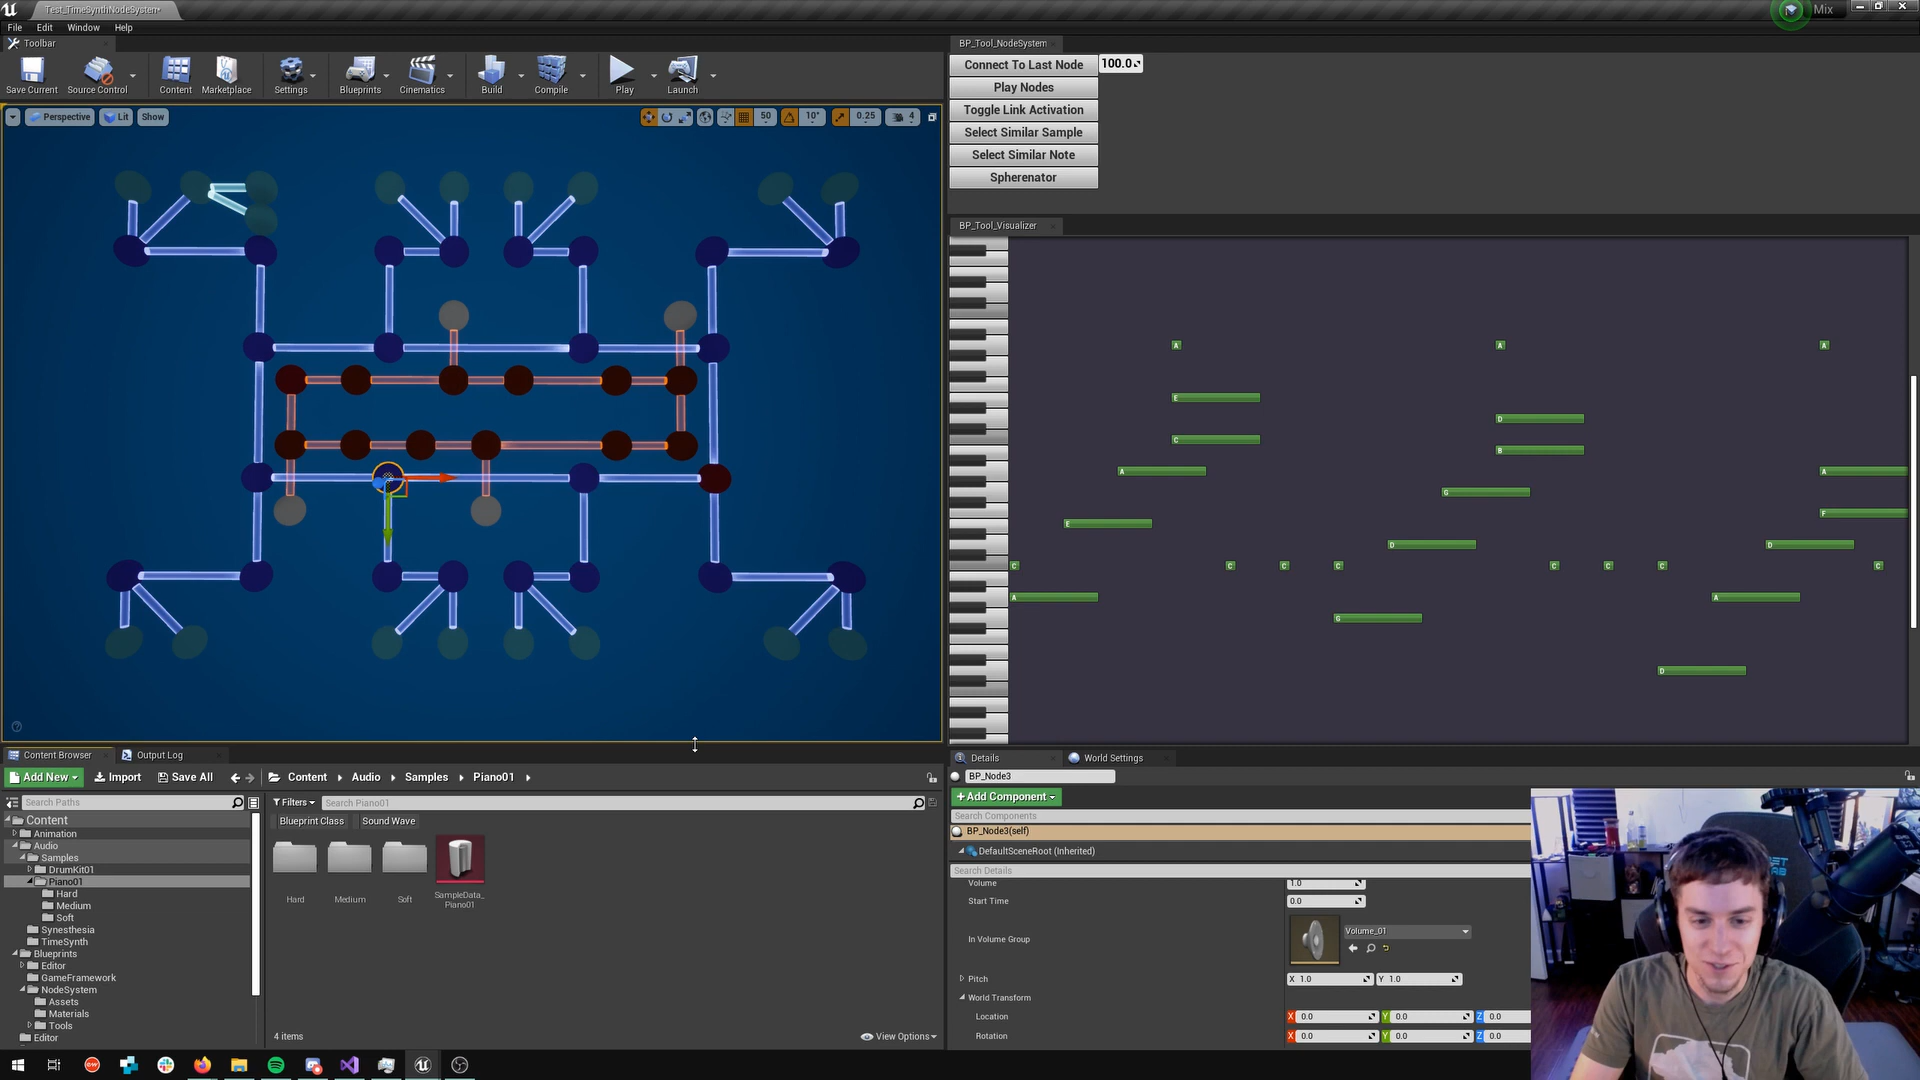 Test_TimeSynthNodeSystem•
Mix
File Edit Window Help
Toolbar
Save Current
Source Control
Content
Marketplace
Settings
Blueprints
Cinematics
Build
Compile
Play
Launch
Perspective
Lit
Show
50
10°
0.25
4
BP_Tool_NodeSystem
Connect To Last Node
100.0
Play Nodes
Toggle Link Activation
Select Similar Sample
Select Similar Note
Spherenator
BP_Tool_Visualizer
A A A
E
D
C
B
A A
G
F
E
D D
C C C C C C C C
A A
G
D
Content Browser
Output Log
Add New
Import
Save All
Content
Audio
Samples
Piano01
Search Paths
Filters
Search Piano01
Blueprint Class
Sound Wave
Content
Animation
Audio
Samples
DrumKit01
Piano01
Hard
Medium
Soft
Synesthesia
TimeSynth
Blueprints
Editor
GameFramework
NodeSystem
Assets
Materials
Tools
Editor
Hard
Medium
Soft
SampleData_
Piano01
4 items
View Options
Details
World Settings
BP_Node3
+ Add Component
Search Components
BP_Node3(self)
DefaultSceneRoot (Inherited)
Search Details
Volume
1.0
Start Time
0.0
In Volume Group
Volume_01
Pitch
X 1.0
Y 1.0
World Transform
Location
X 0.0
Y 0.0
Z 0.0
Rotation
X 0.0
Y 0.0
Z 0.0